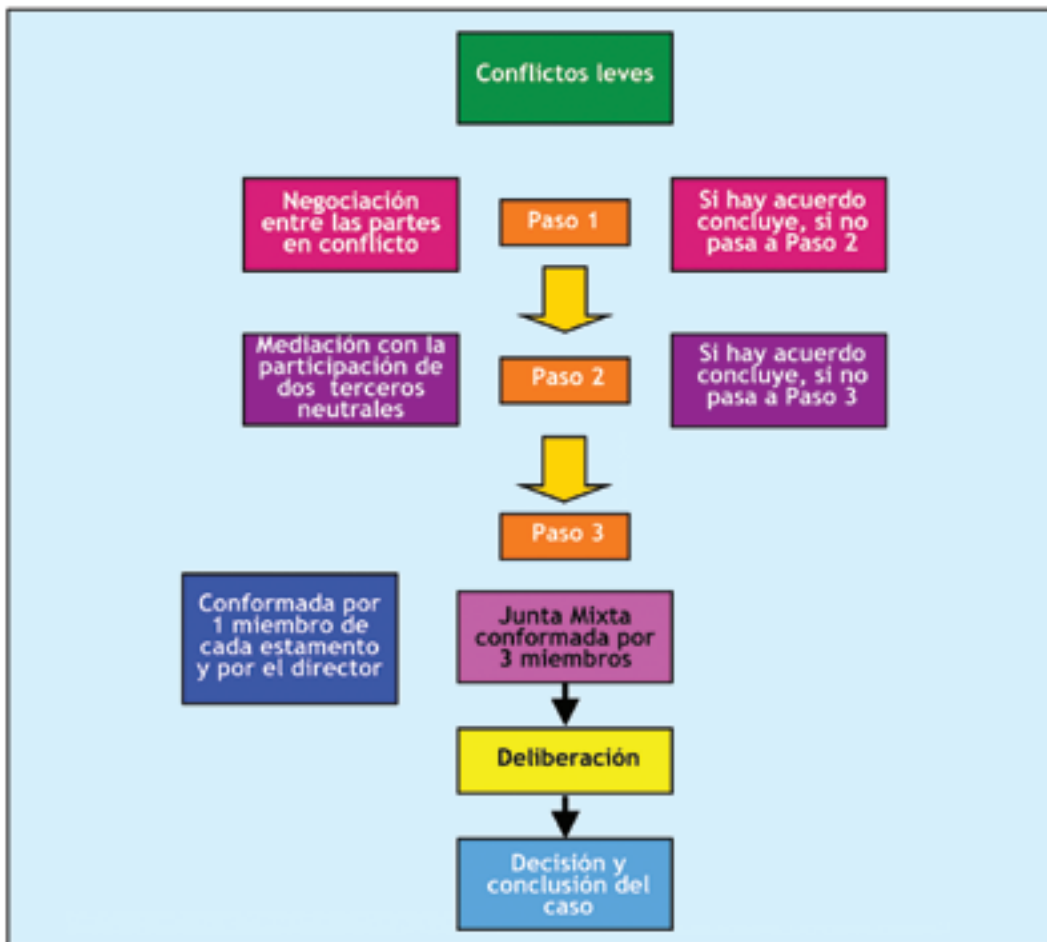 Conflictos leves
Negociación
entre las partes
en conflicto
Paso 1
Si hay acuerdo
concluye, si no
pasa a Paso 2
Mediación con la
participación de
dos terceros
neutrales
Paso 2
Si hay acuerdo
concluye, si no
pasa a Paso 3
Paso 3
Conformada por
1 miembro de
cada estamento
y por el director
Junta Mixta
conformada por
3 miembros
Deliberación
Decisión y
conclusión del
caso